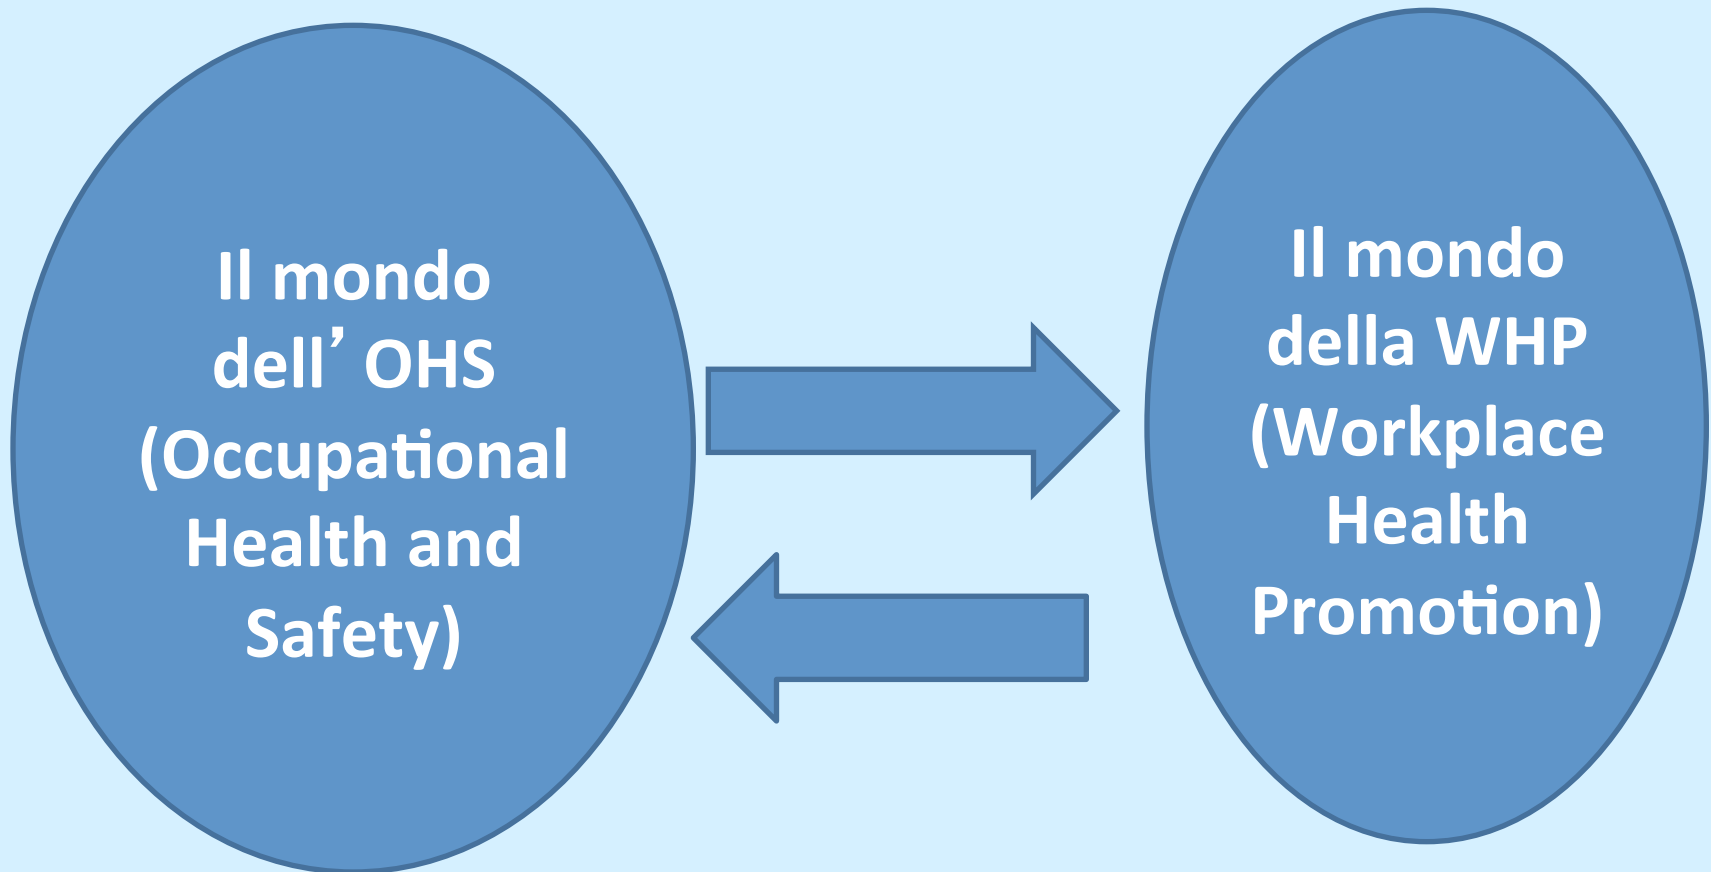 Il mondo
dell’ OHS
(Occupational
Health and
Safety)
Il mondo
della WHP
(Workplace
Health
Promotion)